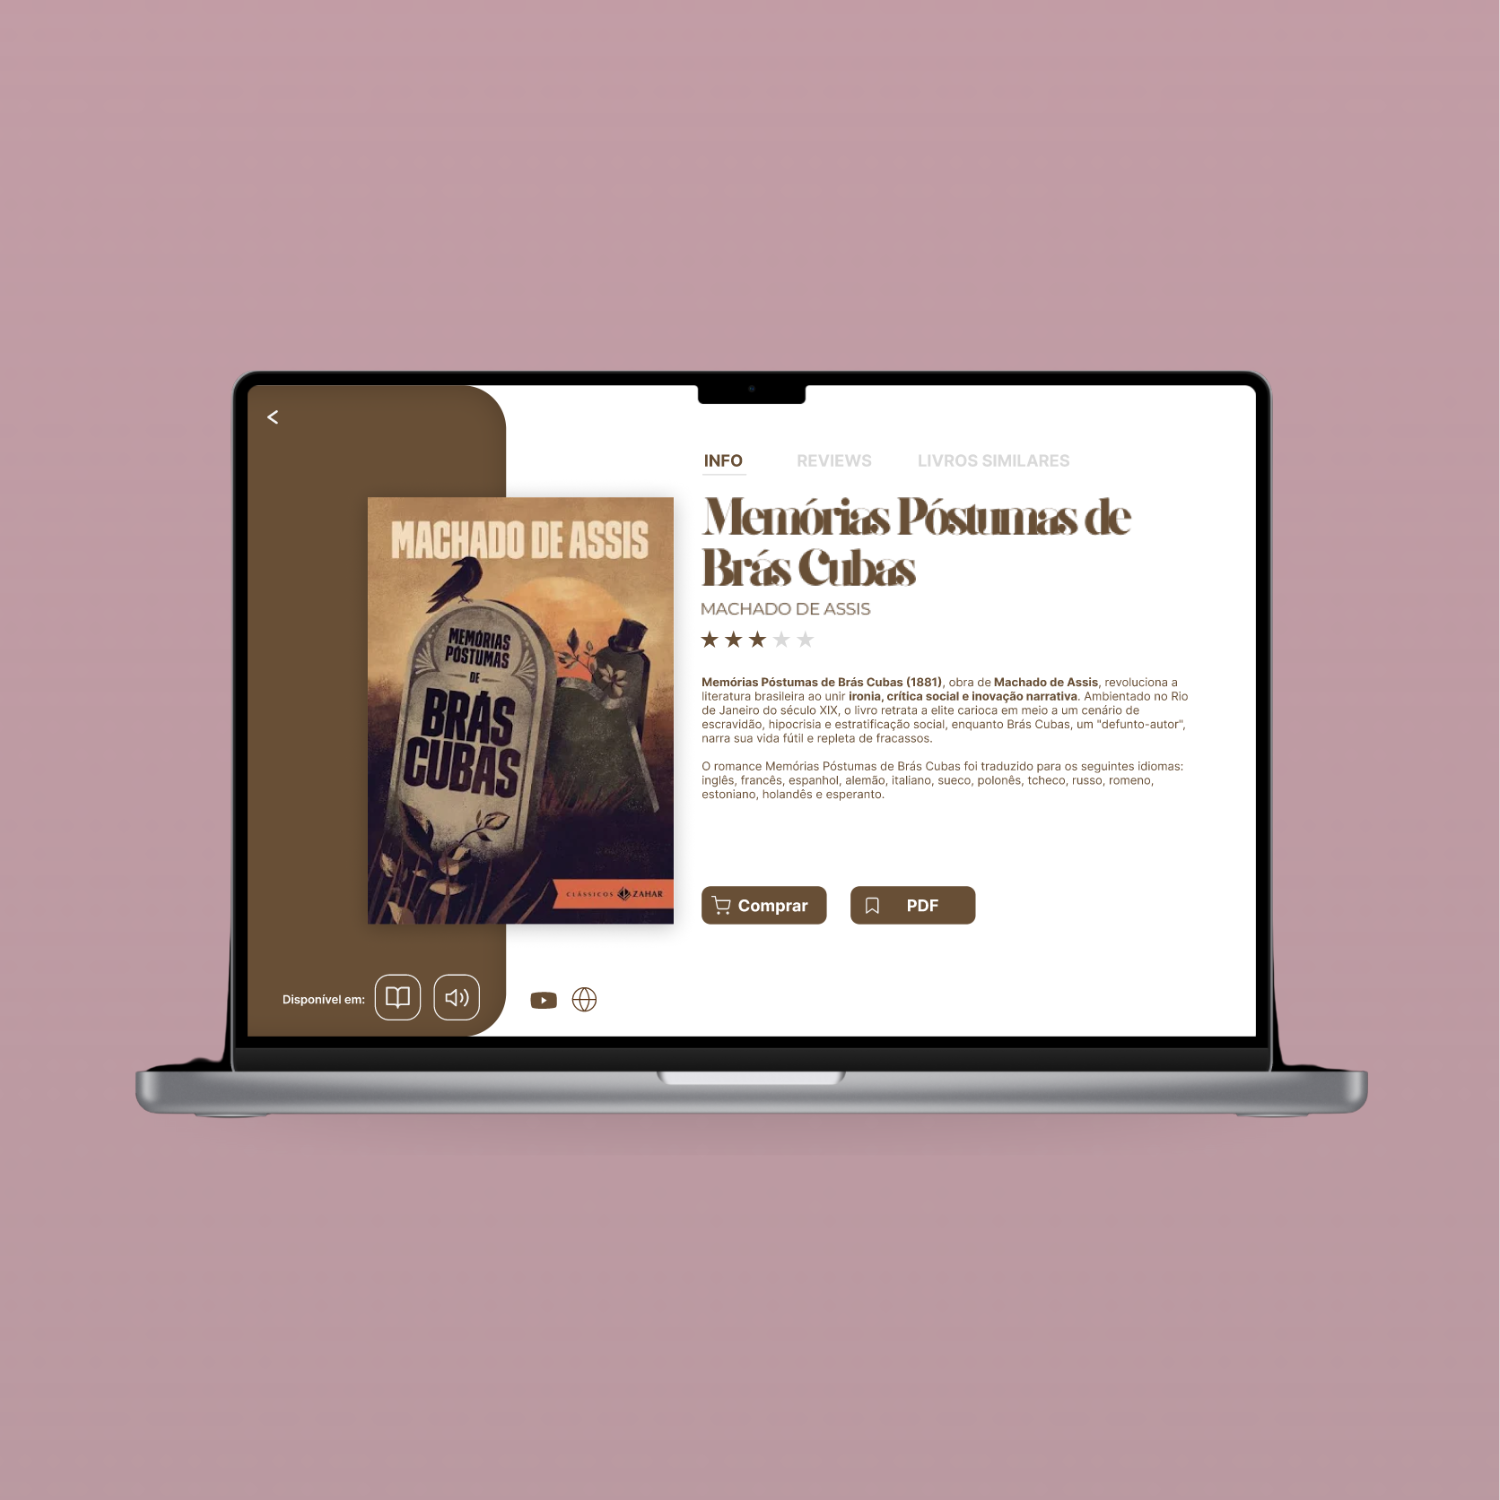 <
INFO REVIEWS LIVROS SIMILARES
MACHADO DE ASSIS
MEMÓRIAS
PÓSTUMAS
DE
BRÁS
CUBAS
CLÁSSICOS ZAHAR
Memórias Póstumas de
Brás Cubas
MACHADO DE ASSIS
Memórias Póstumas de Brás Cubas (1881), obra de Machado de Assis, revoluciona a
literatura brasileira ao unir ironia, crítica social e inovação narrativa. Ambientado no Rio
de Janeiro do século XIX, o livro retrata a elite carioca em meio a um cenário de
escravidão, hipocrisia e estratificação social, enquanto Brás Cubas, um "defunto-autor",
narra sua vida fútil e repleta de fracassos.
O romance Memórias Póstumas de Brás Cubas foi traduzido para os seguintes idiomas:
inglês, francês, espanhol, alemão, italiano, sueco, polonês, tcheco, russo, romeno,
estoniano, holandês e esperanto.
Comprar PDF
Disponível em: